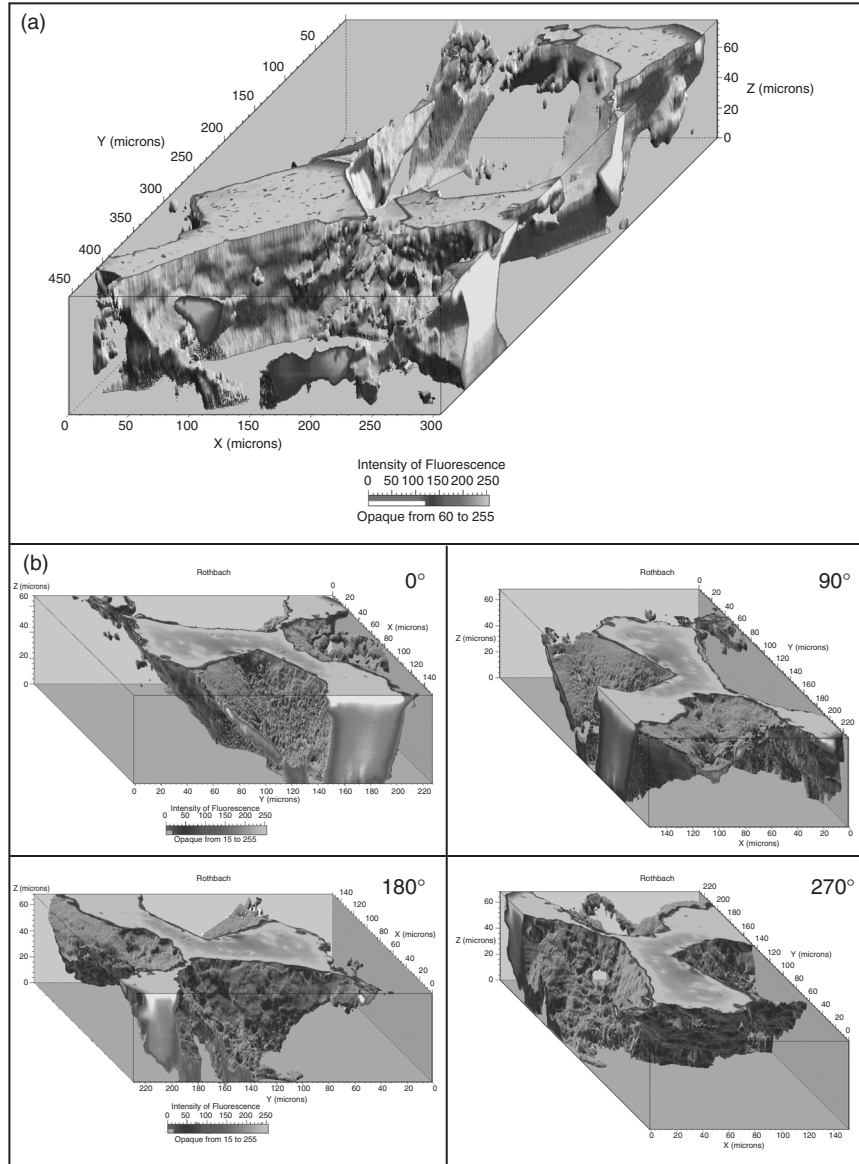 (a)
50
100
150
200
250
300
350
400
450
Y (microns)
60
40
20
0
Z (microns)
0 50 100 150 200 250 300
X (microns)
Intensity of Fluorescence
0 50 100 150 200 250
Opaque from 60 to 255
(b)
Rothbach
0°
Z (microns)
60
40
20
0
0
20
40
60
80
100
120
140
X (microns)
0 20 40 60 80 100 120 140 160 180 200 220
Y (microns)
Intensity of Fluorescence
0 50 100 150 200 250
Opaque from 15 to 255
Rothbach
90°
60
40
20
0
Z (microns)
0
20
40
60
80
100
120
140
160
180
200
220
Y (microns)
140 120 100 80 60 40 20 0
X (microns)
Rothbach
180°
Z (microns)
60
40
20
0
140
120
100
80
60
40
20
0
X (microns)
220 200 180 160 140 120 100 80 60 40 20 0
Y (microns)
Intensity of Fluorescence
0 50 100 150 200 250
Opaque from 15 to 255
Rothbach
270°
60
40
20
0
Z (microns)
220
200
180
160
140
120
100
80
60
40
20
0
Y (microns)
0 20 40 60 80 100 120 140
X (microns)